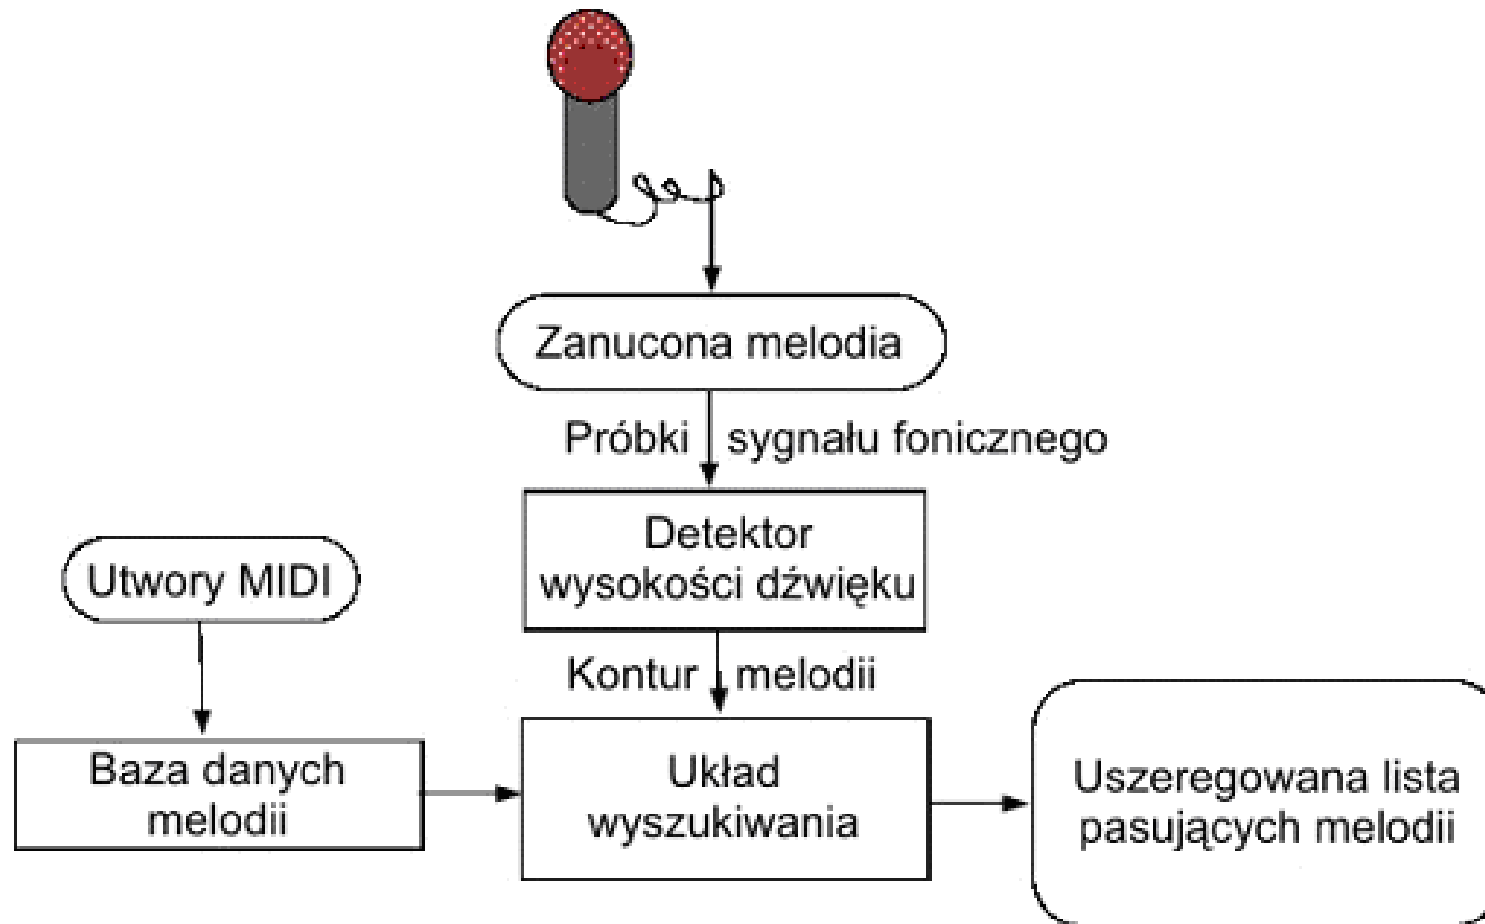 Zanucona melodia
Próbki sygnału fonicznego
Detektor
wysokości dźwięku
Utwory MIDI
Kontur melodii
Baza danych
melodii
Układ
wyszukiwania
Uszeregowana lista
pasujących melodii